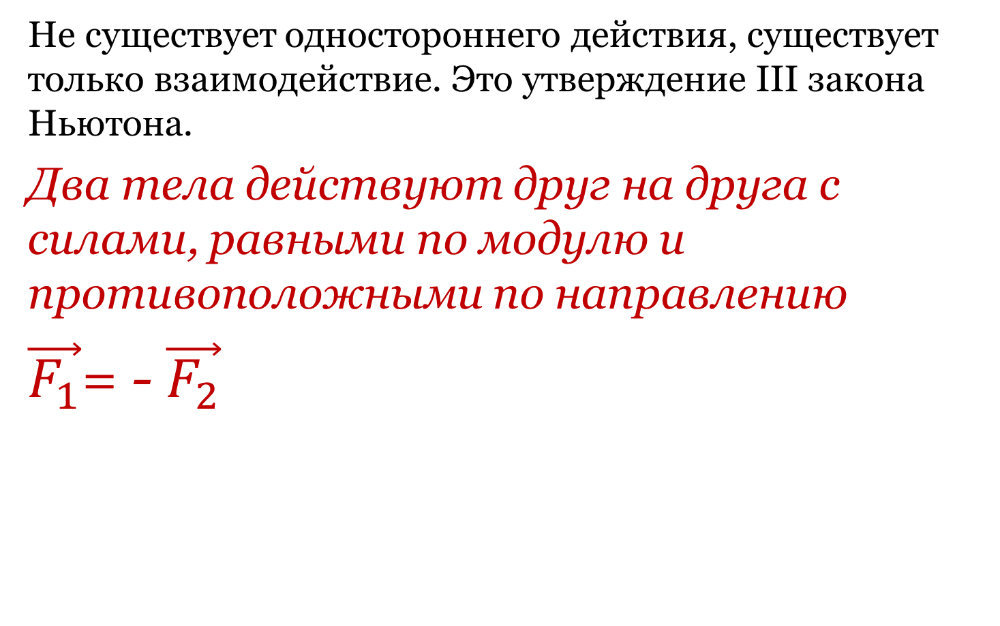 Не существует одностороннего действия, существует
только взаимодействие. Это утверждение III закона
Ньютона.
Два тела действуют друг на друга с
силами, равными по модулю и
противоположными по направлению
$\overrightarrow{F_1}$= - $\overrightarrow{F_2}$